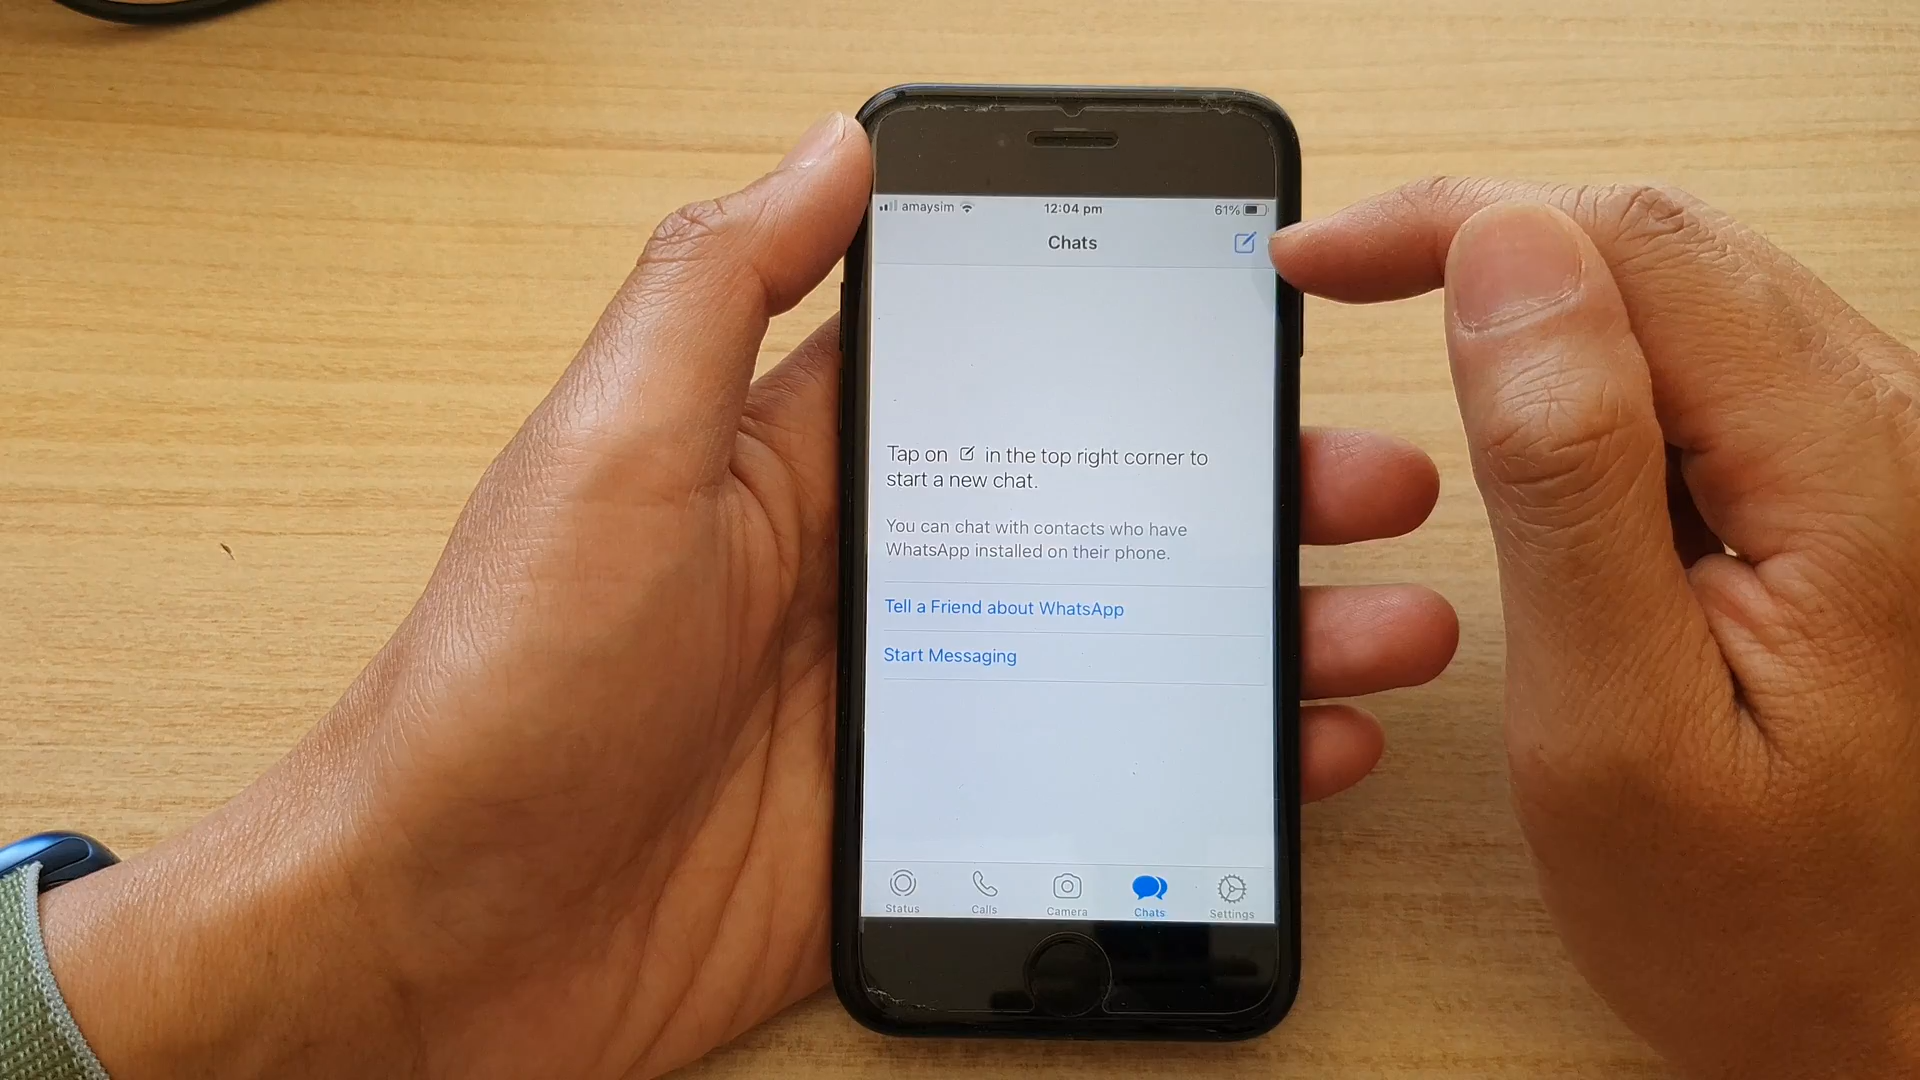 amaysim
12:04 pm
61%
Chats
Tap on in the top right corner to
start a new chat.
You can chat with contacts who have
WhatsApp installed on their phone.
Tell a Friend about WhatsApp
Start Messaging
Status
Calls
Camera
Chats
Settings